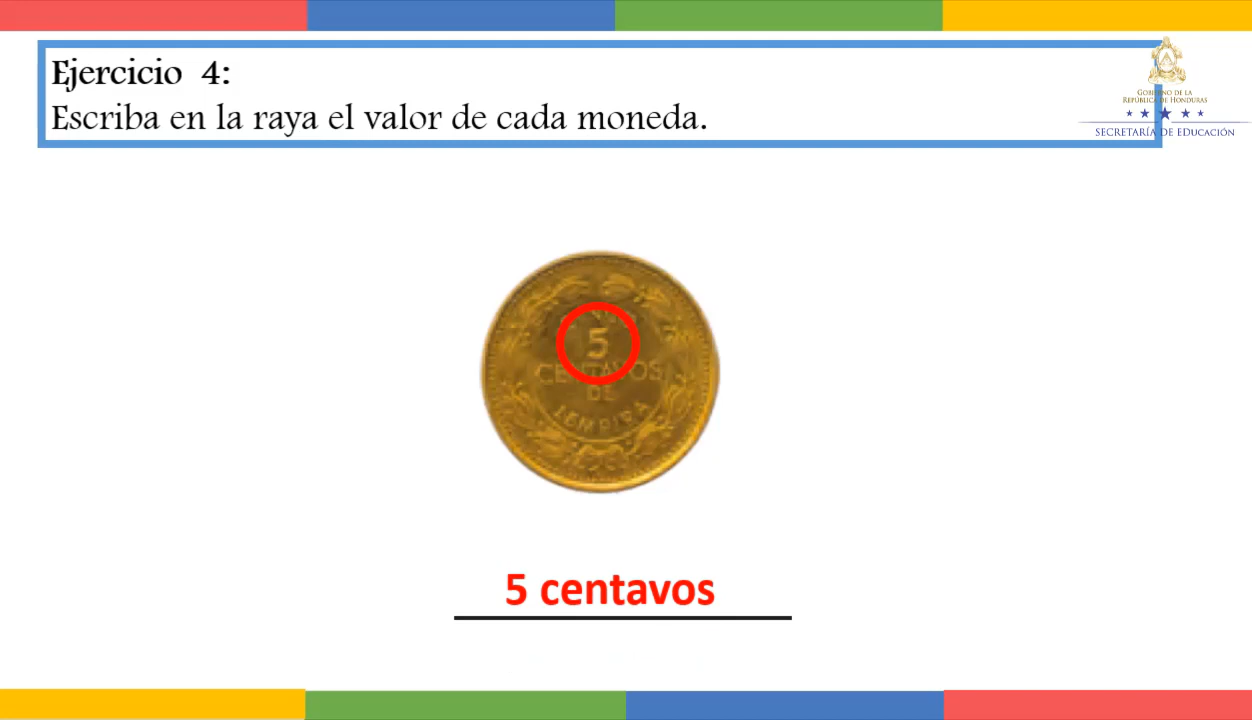 Ejercicio 4:
Escriba en la raya el valor de cada moneda.
GOBIERNO DE LA
REPÚBLICA DE HONDURAS
SECRETARÍA DE EDUCACIÓN
5
CENTAVOS
DE
LEMPIRA
5 centavos